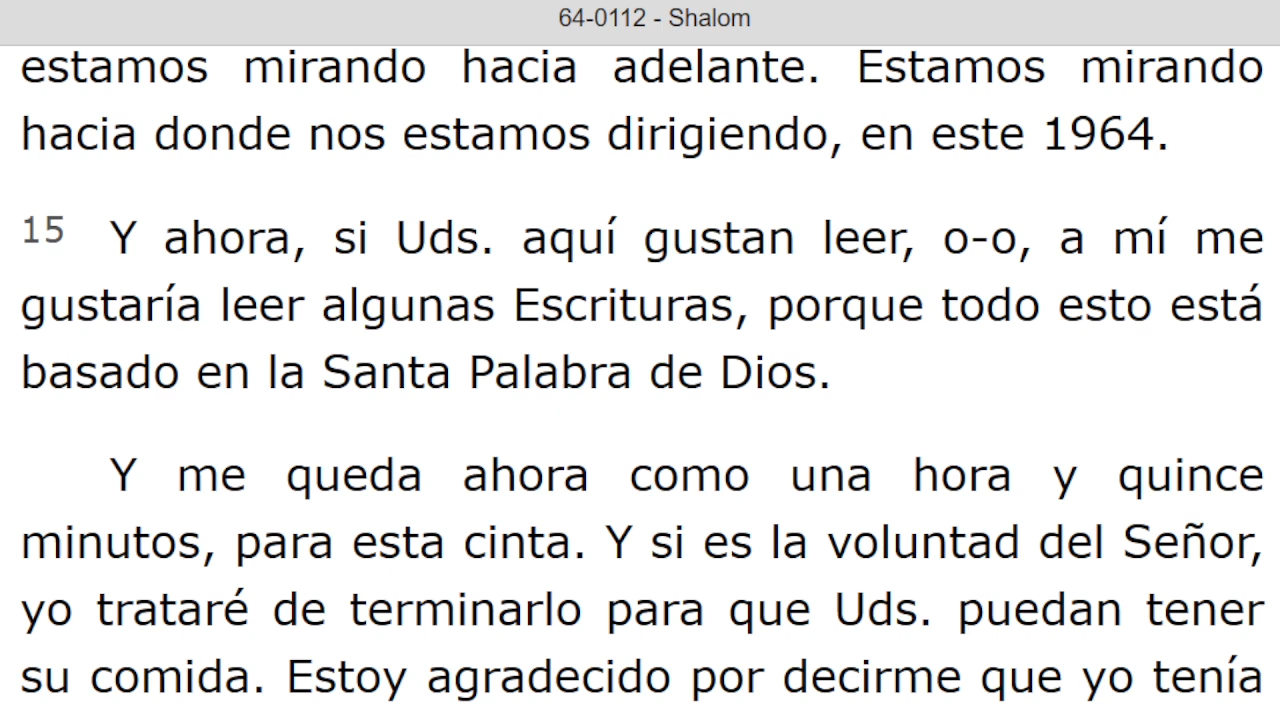 64-0112 - Shalom
estamos mirando hacia adelante. Estamos mirando
hacia donde nos estamos dirigiendo, en este 1964.
15 Y ahora, si Uds. aquí gustan leer, o-o, a mí me
gustaría leer algunas Escrituras, porque todo esto está
basado en la Santa Palabra de Dios.
Y me queda ahora como una hora y quince
minutos, para esta cinta. Y si es la voluntad del Señor,
yo trataré de terminarlo para que Uds. puedan tener
su comida. Estoy agradecido por decirme que yo tenía